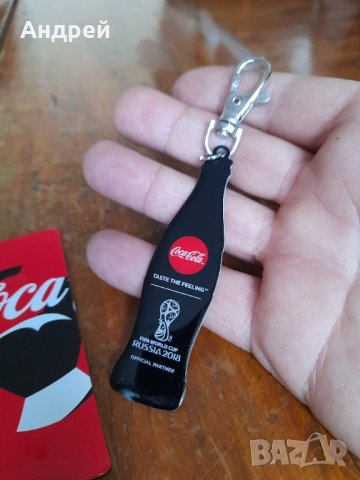 Андрей
Coca-Cola
TASTE THE FEELING™
FIFA WORLD CUP
RUSSIA 2018
OFFICIAL PARTNER
Coca
BAZAR